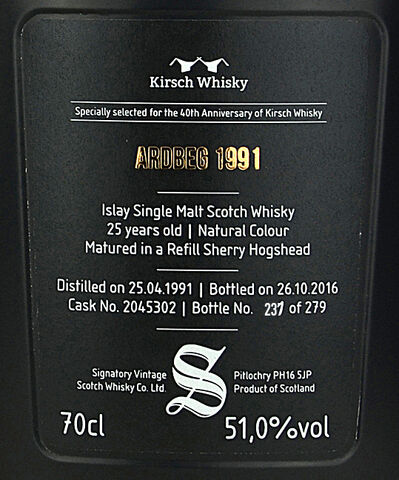 Kirsch Whisky
Specially selected for the 40th Anniversary of Kirsch Whisky
ARDBEG 1991
Islay Single Malt Scotch Whisky
25 years old | Natural Colour
Matured in a Refill Sherry Hogshead
Distilled on 25.04.1991 | Bottled on 26.10.2016
Cask No. 2045302 | Bottle No. 237 of 279
Signatory Vintage
Scotch Whisky Co. Ltd.
S
Pitlochry PH16 5JP
Product of Scotland
70cl
51,0%vol